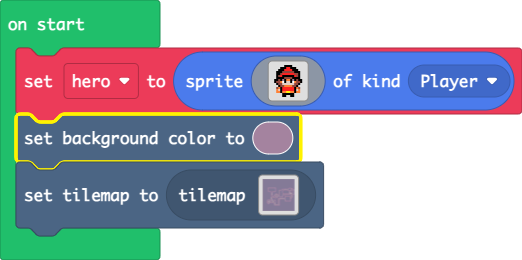 on start
set hero to sprite of kind Player
set background color to
set tilemap to tilemap